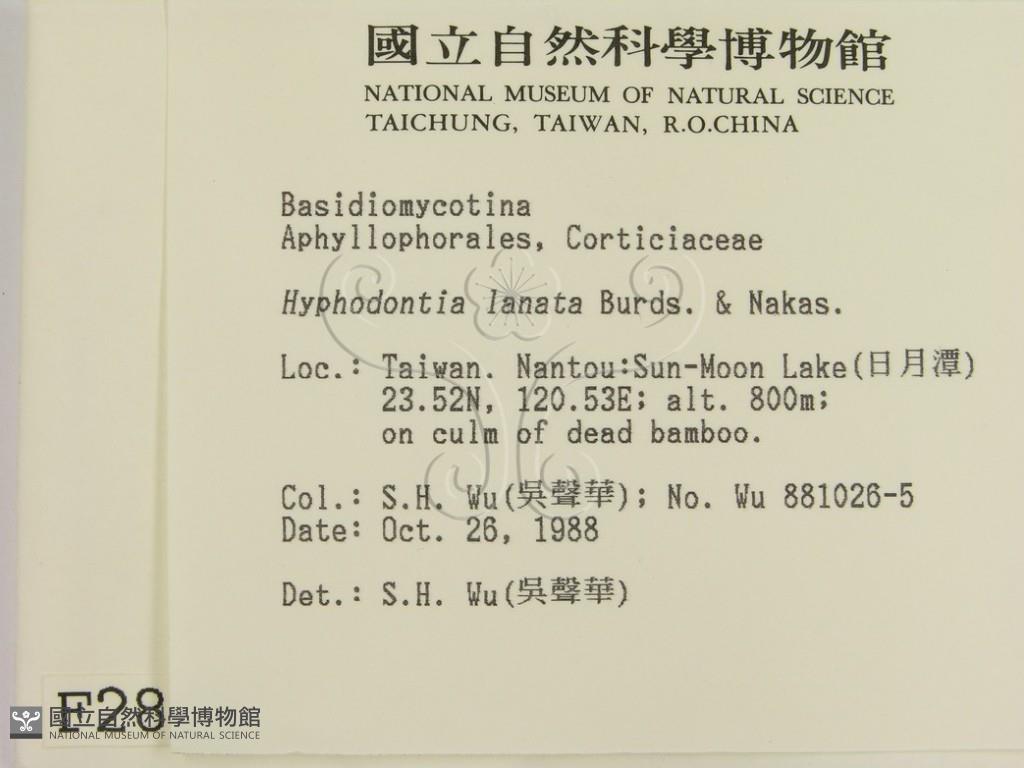 國立自然科學博物館
NATIONAL MUSEUM OF NATURAL SCIENCE
TAICHUNG, TAIWAN, R.O.CHINA
Basidiomycotina
Aphyllophorales, Corticiaceae
Hyphodontia lanata Burds. & Nakas.
Loc.: Taiwan. Nantou:Sun-Moon Lake(日月潭)
23.52N, 120.53E; alt. 800m;
on culm of dead bamboo.
Col.: S.H. Wu(吳聲華); No. Wu 881026-5
Date: Oct. 26, 1988
Det.: S.H. Wu(吳聲華)
F28
國立自然科學博物館
NATIONAL MUSEUM OF NATURAL SCIENCE